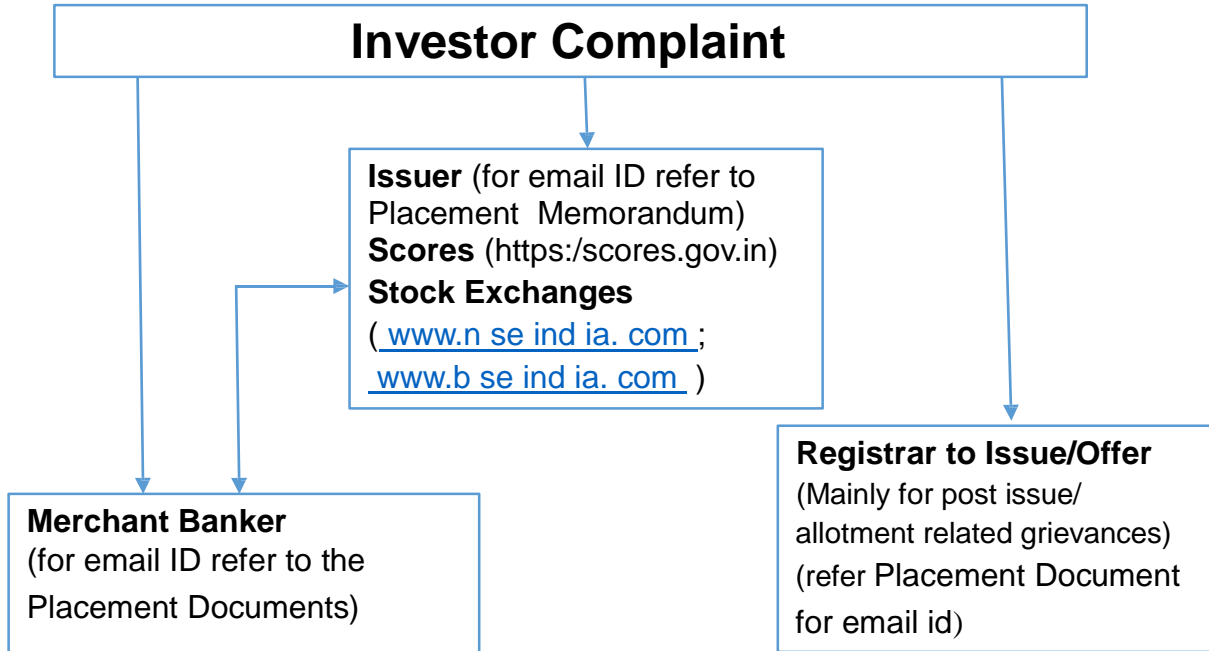 Investor Complaint
Issuer (for email ID refer to
Placement Memorandum)
Scores (https:/scores.gov.in)
Stock Exchanges
( www.n se ind ia. com ;
www.b se ind ia. com )
Merchant Banker
(for email ID refer to the
Placement Documents)
Registrar to Issue/Offer
(Mainly for post issue/
allotment related grievances)
(refer Placement Document
for email id)